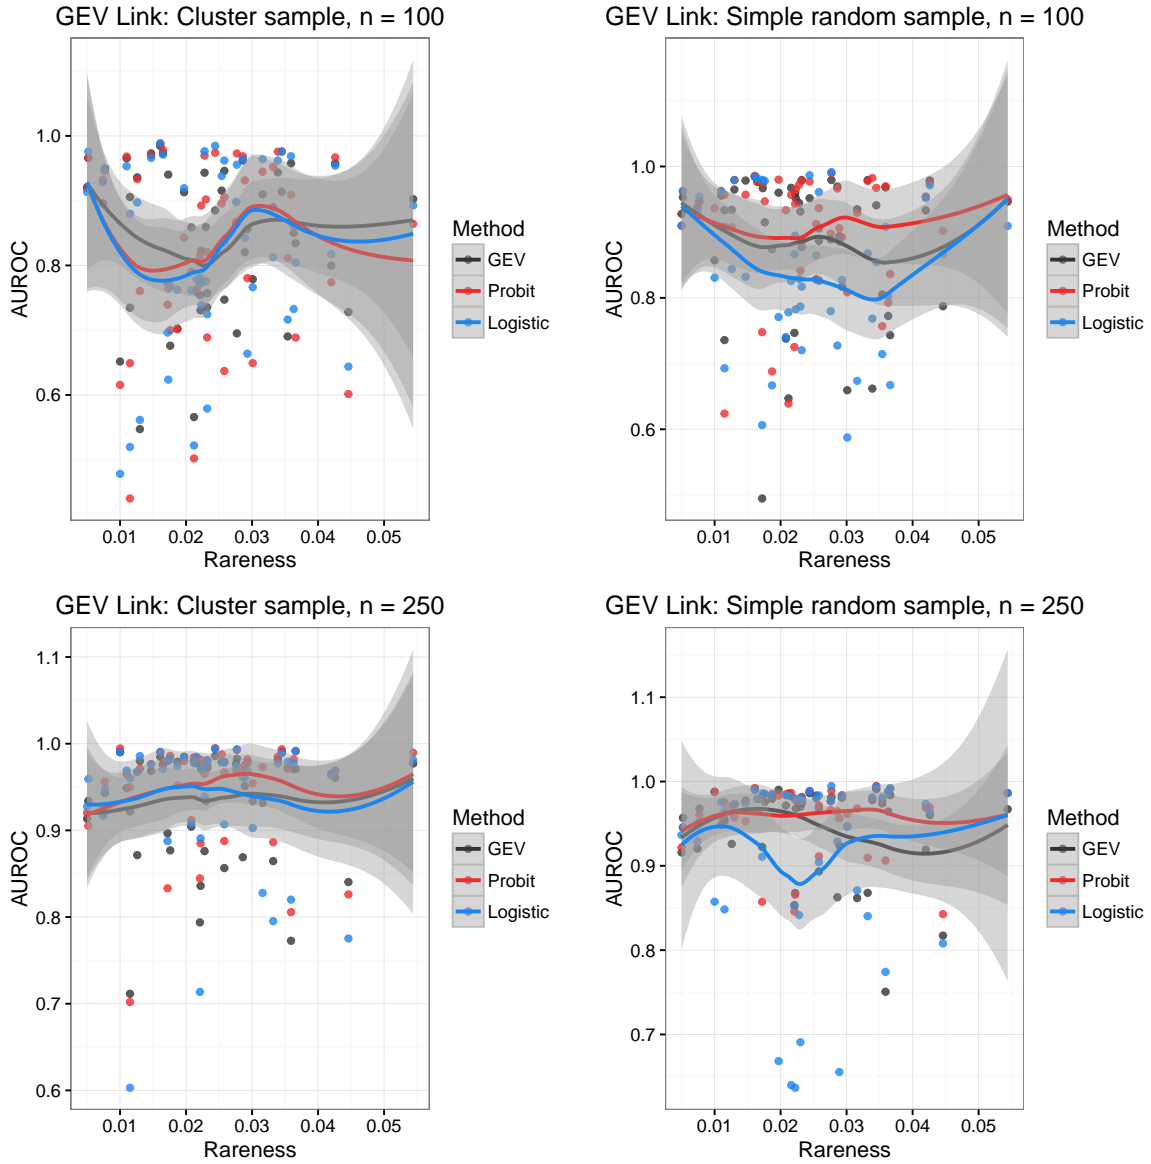 GEV Link: Cluster sample, n = 100
AUROC
1.0
0.8
0.6
0.01 0.02 0.03 0.04 0.05
Rareness
Method
GEV
Probit
Logistic
GEV Link: Simple random sample, n = 100
AUROC
1.0
0.8
0.6
0.01 0.02 0.03 0.04 0.05
Rareness
Method
GEV
Probit
Logistic
GEV Link: Cluster sample, n = 250
AUROC
1.1
1.0
0.9
0.8
0.7
0.6
0.01 0.02 0.03 0.04 0.05
Rareness
Method
GEV
Probit
Logistic
GEV Link: Simple random sample, n = 250
AUROC
1.1
1.0
0.9
0.8
0.7
0.01 0.02 0.03 0.04 0.05
Rareness
Method
GEV
Probit
Logistic